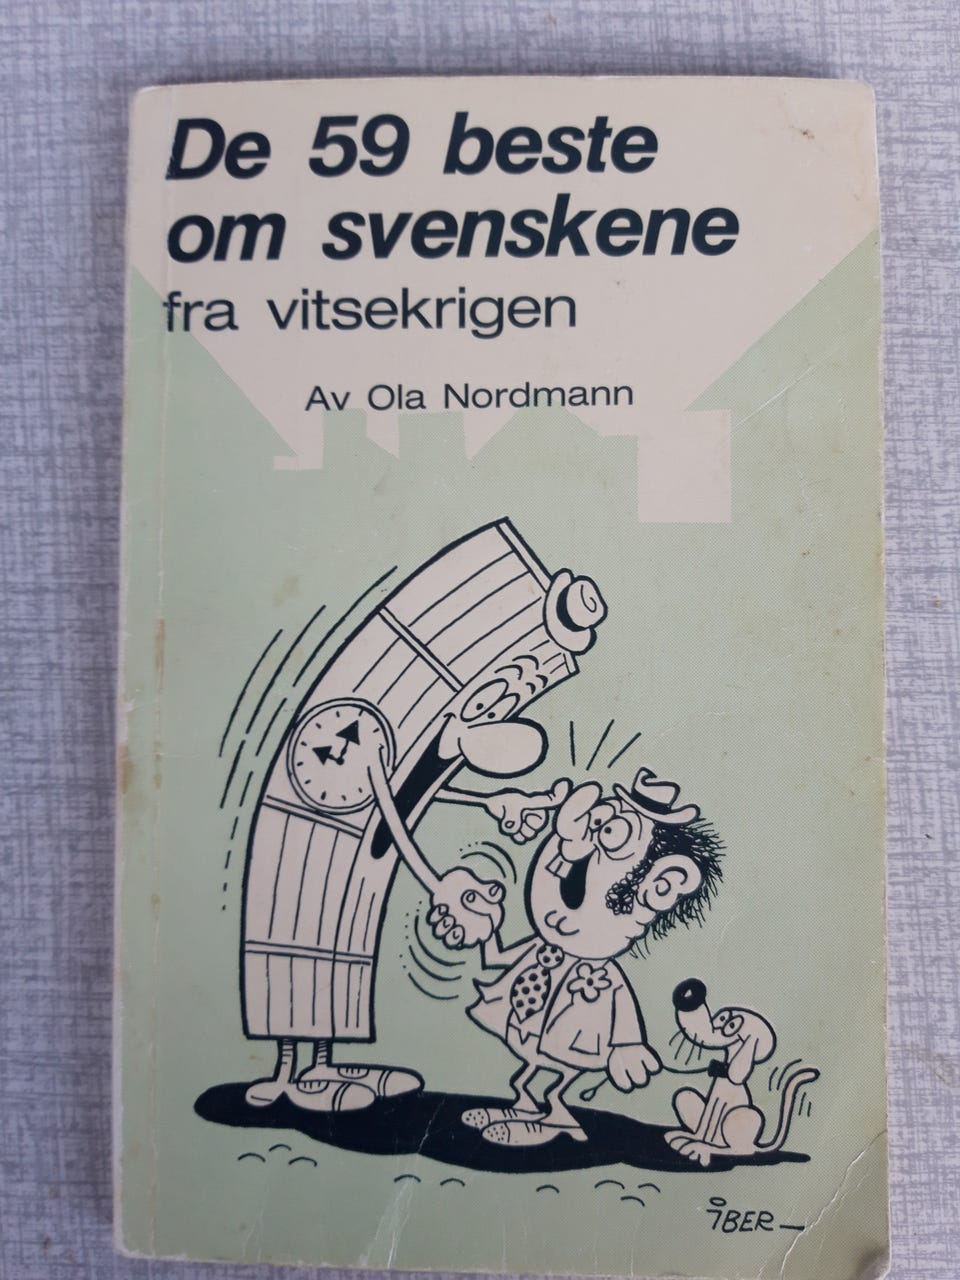 De 59 beste
om svenskene
fra vitsekrigen
Av Ola Nordmann
iBER